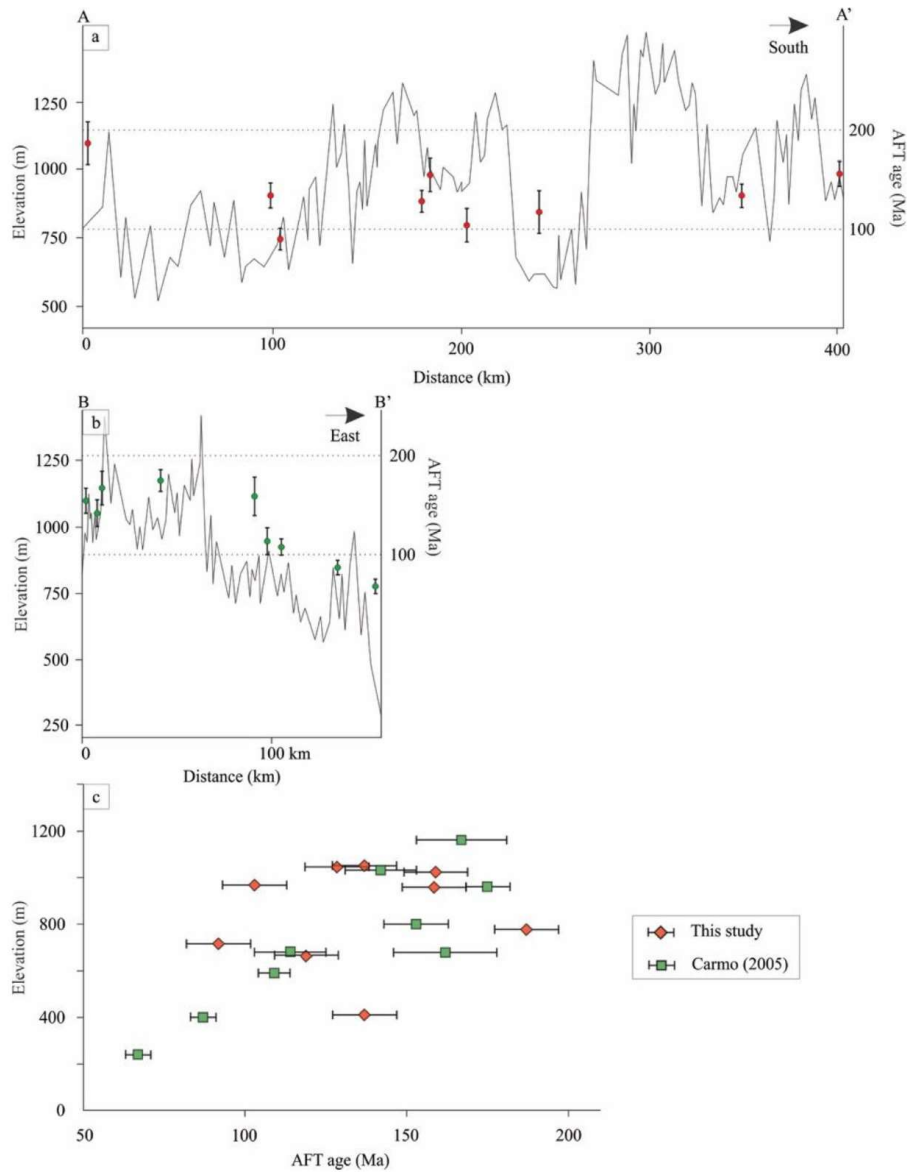 A
A'
a
South
1250
1000
750
500
200
100
Elevation (m)
AFT age (Ma)
0
100
200
300
400
Distance (km)
B
B'
b
East
1250
1000
750
500
250
200
100
Elevation (m)
AFT age (Ma)
0
100 km
Distance (km)
c
1200
800
400
0
Elevation (m)
50
100
150
200
AFT age (Ma)
This study
Carmo (2005)